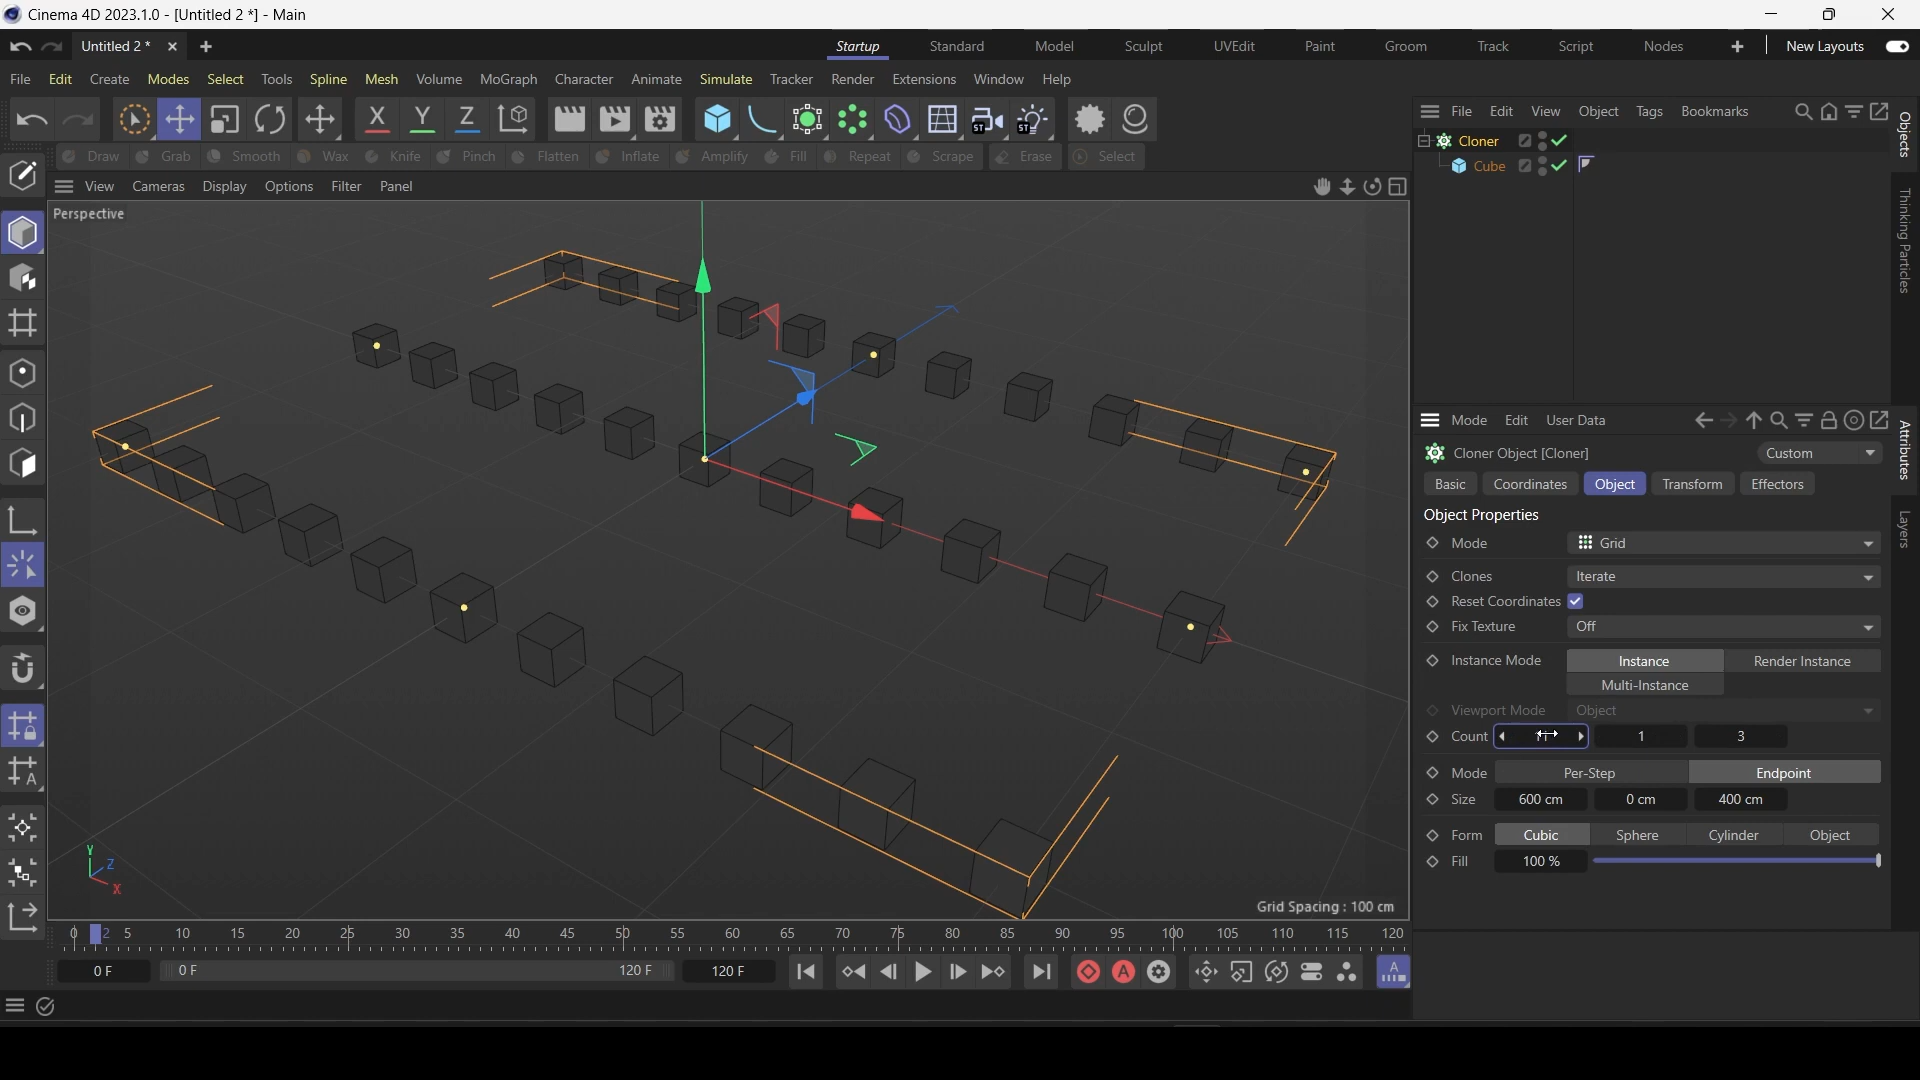 Cinema 4D 2023.1.0 - [Untitled 2 *] - Main
Untitled 2 *
Startup Standard Model Sculpt UVEdit Paint Groom Track Script Nodes New Layouts
File Edit Create Modes Select Tools Spline Mesh Volume MoGraph Character Animate Simulate Tracker Render Extensions Window Help
X Y Z ST ST
Draw Grab Smooth Wax Knife Pinch Flatten Inflate Amplify Fill Repeat Scrape Erase Select
View Cameras Display Options Filter Panel
Perspective
Y Z X
Grid Spacing : 100 cm
0 2 5 10 15 20 25 30 35 40 45 50 55 60 65 70 75 80 85 90 95 100 105 110 115 120
0 F 0 F 120 F 120 F
A A
File Edit View Object Tags Bookmarks
Cloner
Cube
Objects
Thinking Particles
Mode Edit User Data
Attributes
Layers
Cloner Object [Cloner] Custom
Basic Coordinates Object Transform Effectors
Object Properties
Mode Grid
Clones Iterate
Reset Coordinates
Fix Texture Off
Instance Mode Instance Render Instance
Multi-Instance
Viewport Mode Object
Count 1 3
Mode Per-Step Endpoint
Size 600 cm 0 cm 400 cm
Form Cubic Sphere Cylinder Object
Fill 100 %